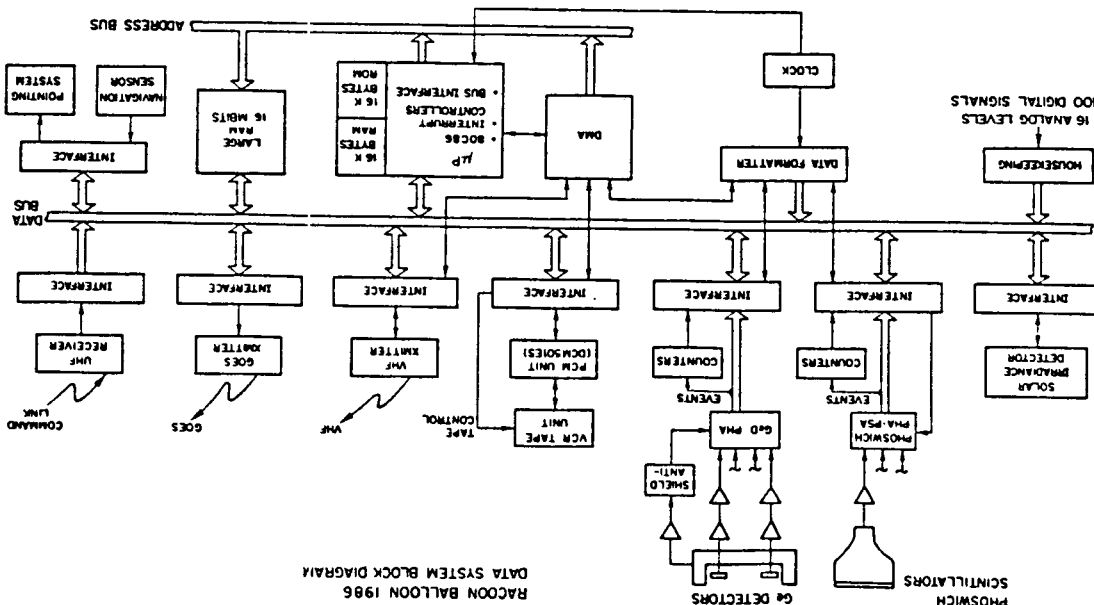 PHOSWICH
SCINTILLATORS
Ge DETECTORS
RACOON BALLOON 1986
DATA SYSTEM BLOCK DIAGRAM
SHIELD
ANTI-
PHOSWICH
PHA-PSA
GeD PHA
VCR TAPE
UNIT
TAPE
CONTROL
VHF
GOES
COMMAND
LINK
EVENTS
EVENTS
SOLAR
IRRADIANCE
DETECTOR
COUNTERS
COUNTERS
PCM UNIT
(DCM501ES)
VHF
XMITTER
GOES
XMITTER
UHF
RECEIVER
INTERFACE
INTERFACE
INTERFACE
INTERFACE
INTERFACE
INTERFACE
INTERFACE
DATA
BUS
HOUSEKEEPING
16 ANALOG LEVELS
100 DIGITAL SIGNALS
DATA FORMATTER
CLOCK
DMA
µP
• 80C86
• INTERRUPT
CONTROLLERS
• BUS INTERFACE
16 K
BYTES
RAM
16 K
BYTES
ROM
LARGE
RAM
16 MBITS
INTERFACE
NAVIGATION
SENSOR
POINTING
SYSTEM
ADDRESS BUS